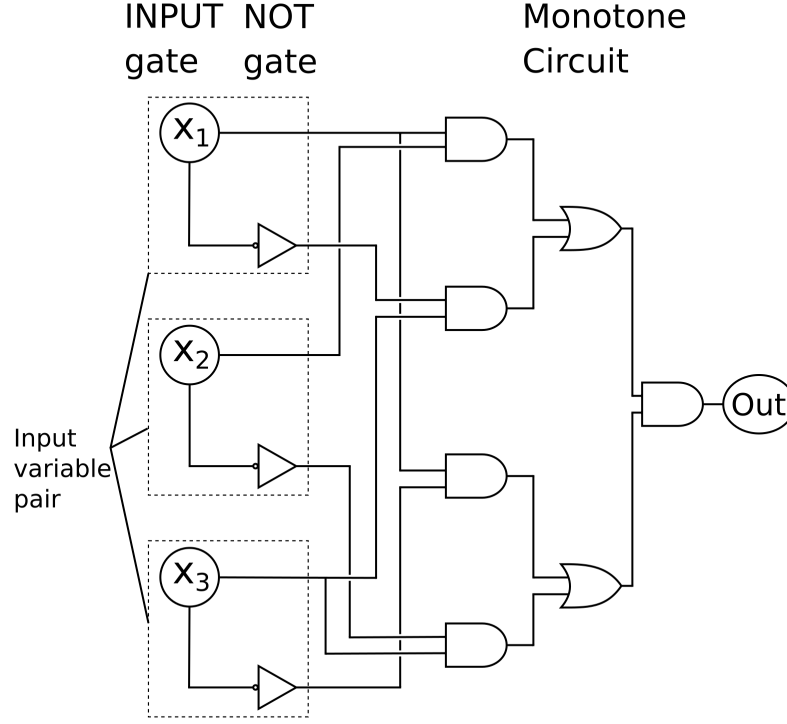 INPUT NOT
gate gate
Monotone
Circuit
x₁
x₂
Input
variable
pair
x₃
Out